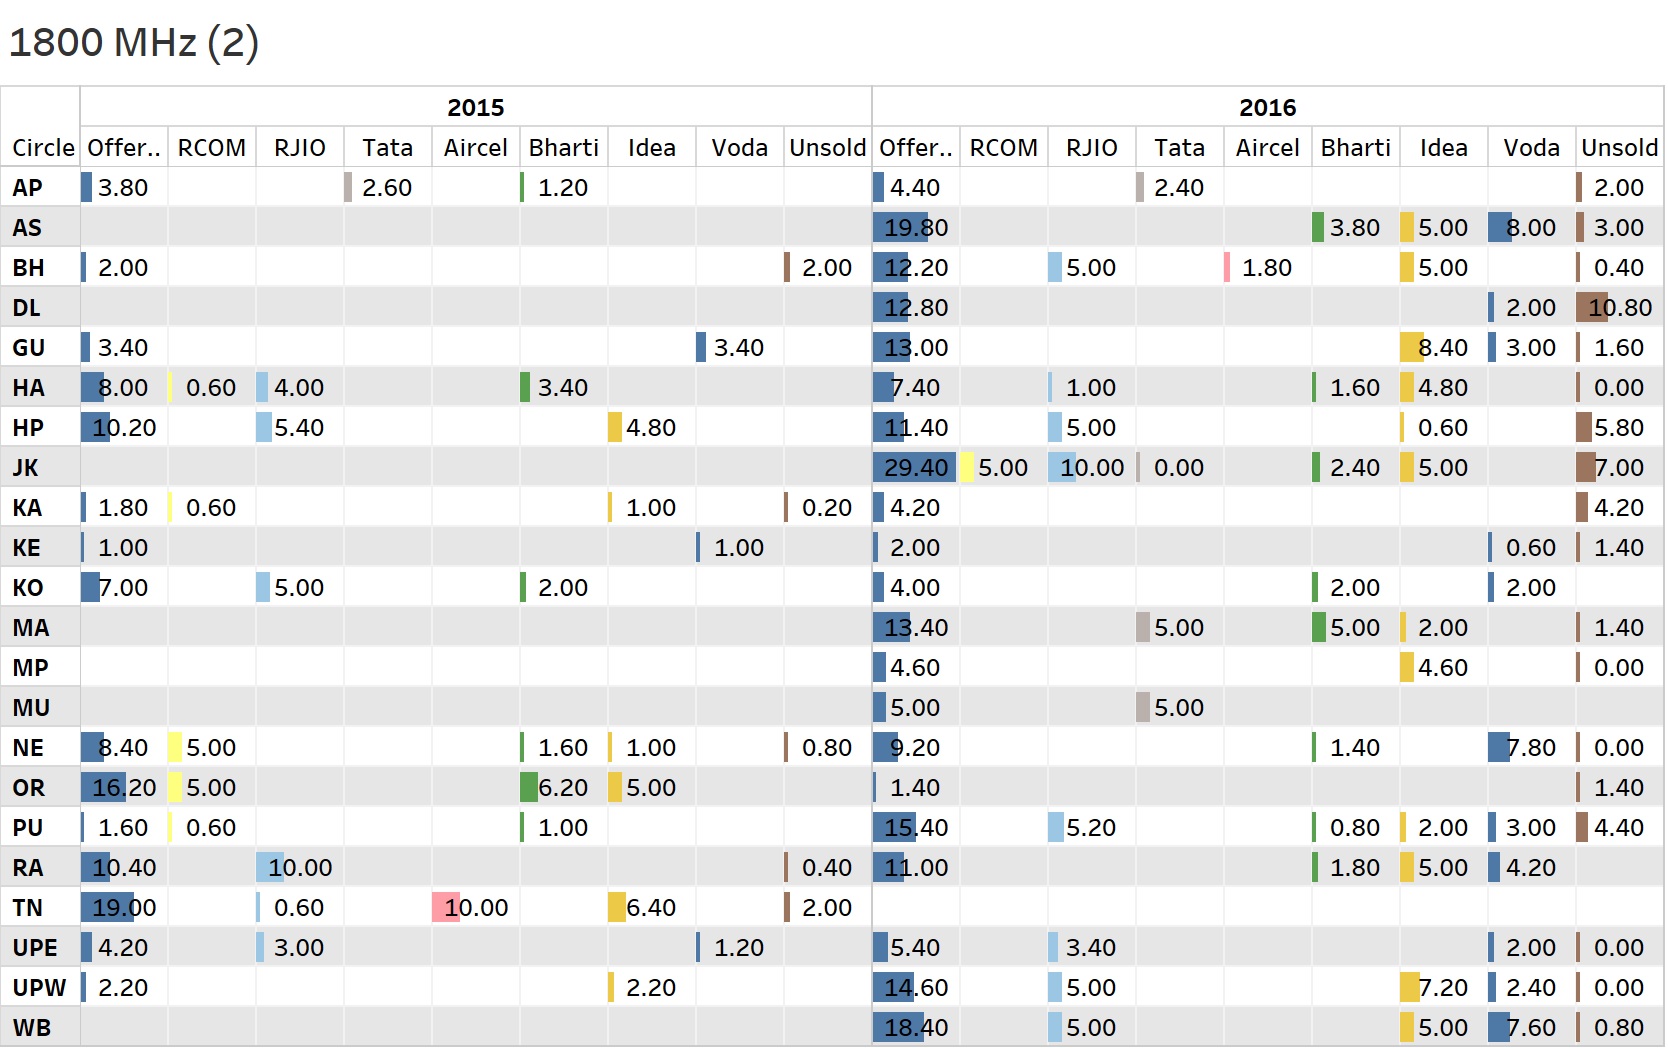 1800 MHz (2)
2015 2016
Circle Offer.. RCOM RJIO Tata Aircel Bharti Idea Voda Unsold Offer.. RCOM RJIO Tata Aircel Bharti Idea Voda Unsold
AP 3.80 2.60 1.20 4.40 2.40 2.00
AS 19.80 3.80 5.00 8.00 3.00
BH 2.00 2.00 12.20 5.00 1.80 5.00 0.40
DL 12.80 2.00 10.80
GU 3.40 3.40 13.00 8.40 3.00 1.60
HA 8.00 0.60 4.00 3.40 7.40 1.00 1.60 4.80 0.00
HP 10.20 5.40 4.80 11.40 5.00 0.60 5.80
JK 29.40 5.00 10.00 0.00 2.40 5.00 7.00
KA 1.80 0.60 1.00 0.20 4.20 4.20
KE 1.00 1.00 2.00 0.60 1.40
KO 7.00 5.00 2.00 4.00 2.00 2.00
MA 13.40 5.00 5.00 2.00 1.40
MP 4.60 4.60 0.00
MU 5.00 5.00
NE 8.40 5.00 1.60 1.00 0.80 9.20 1.40 7.80 0.00
OR 16.20 5.00 6.20 5.00 1.40 1.40
PU 1.60 0.60 1.00 15.40 5.20 0.80 2.00 3.00 4.40
RA 10.40 10.00 0.40 11.00 1.80 5.00 4.20
TN 19.00 0.60 10.00 6.40 2.00
UPE 4.20 3.00 1.20 5.40 3.40 2.00 0.00
UPW 2.20 2.20 14.60 5.00 7.20 2.40 0.00
WB 18.40 5.00 5.00 7.60 0.80